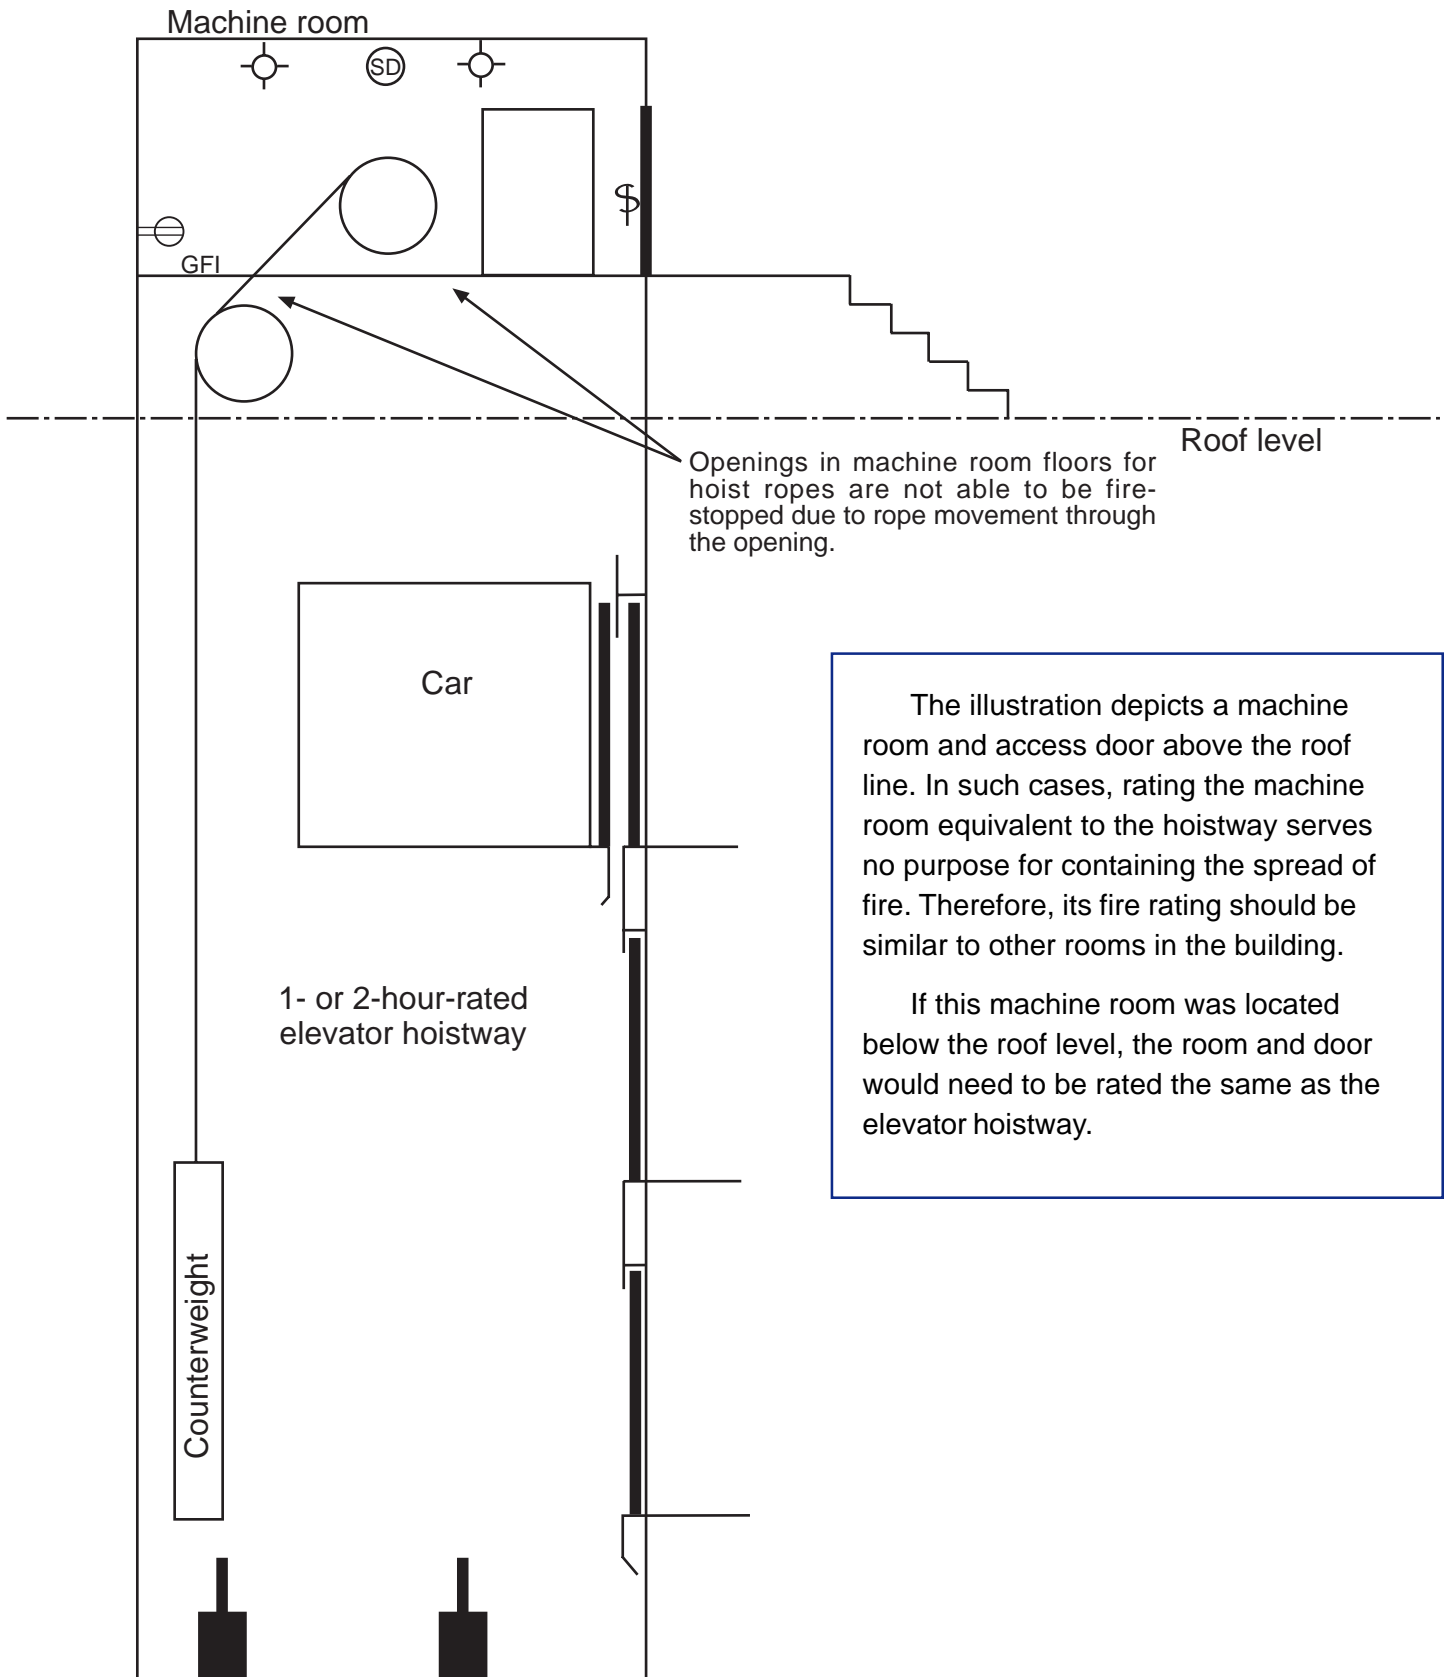 Machine room
SD
$
GFI
Roof level
Openings in machine room floors for
hoist ropes are not able to be fire-
stopped due to rope movement through
the opening.
Car
The illustration depicts a machine
room and access door above the roof
line. In such cases, rating the machine
room equivalent to the hoistway serves
no purpose for containing the spread of
fire. Therefore, its fire rating should be
similar to other rooms in the building.
If this machine room was located
below the roof level, the room and door
would need to be rated the same as the
elevator hoistway.
1- or 2-hour-rated
elevator hoistway
Counterweight